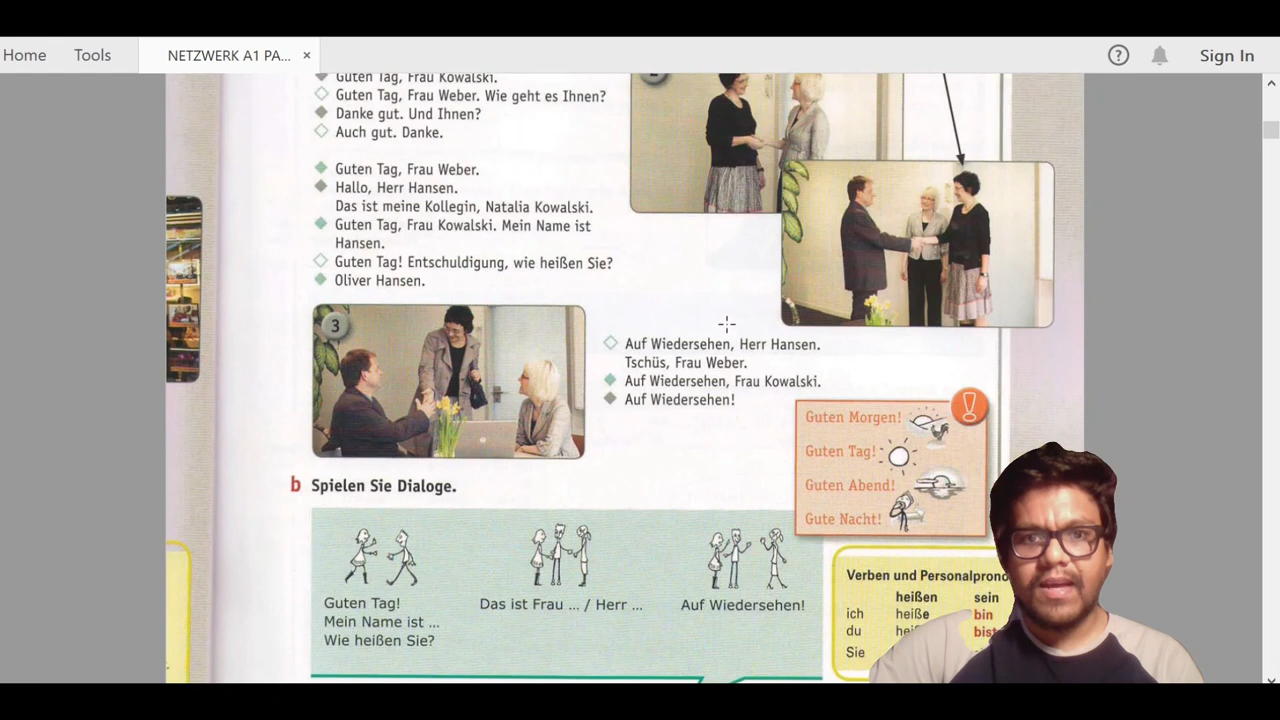 Home Tools NETZWERK A1 PA... × Sign In
Guten Tag, Frau Kowalski.
Guten Tag, Frau Weber. Wie geht es Ihnen?
Danke gut. Und Ihnen?
Auch gut. Danke.
Guten Tag, Frau Weber.
Hallo, Herr Hansen.
Das ist meine Kollegin, Natalia Kowalski.
Guten Tag, Frau Kowalski. Mein Name ist
Hansen.
Guten Tag! Entschuldigung, wie heißen Sie?
Oliver Hansen.
3
Auf Wiedersehen, Herr Hansen.
Tschüs, Frau Weber.
Auf Wiedersehen, Frau Kowalski.
Auf Wiedersehen!
!
Guten Morgen!
Guten Tag!
Guten Abend!
Gute Nacht!
b Spielen Sie Dialoge.
Guten Tag!
Mein Name ist ...
Wie heißen Sie?
Das ist Frau ... / Herr ...
Auf Wiedersehen!
Verben und Personalprono
heißen sein
ich heiße bin
du hei bist
Sie